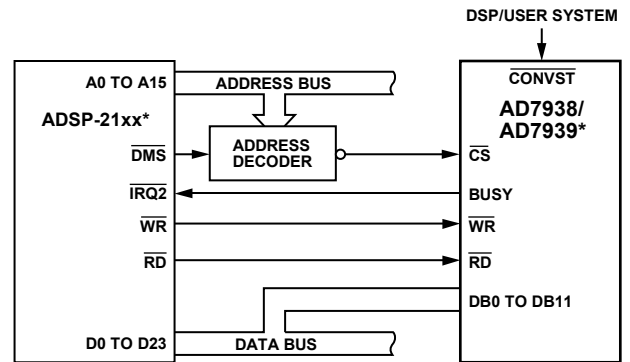 DSP/USER SYSTEM
A0 TO A15
ADDRESS BUS
CONVST
ADSP-21xx*
AD7938/
AD7939*
DMS
ADDRESS
DECODER
CS
IRQ2
BUSY
WR
WR
RD
RD
DB0 TO DB11
D0 TO D23
DATA BUS